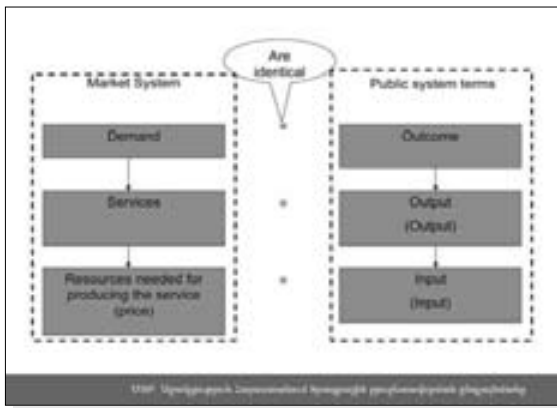 Are
identical
Market System
Public system terms
Demand
Outcome
Services
Output
(Output)
Resources needed for
producing the service
(price)
Input
(Input)